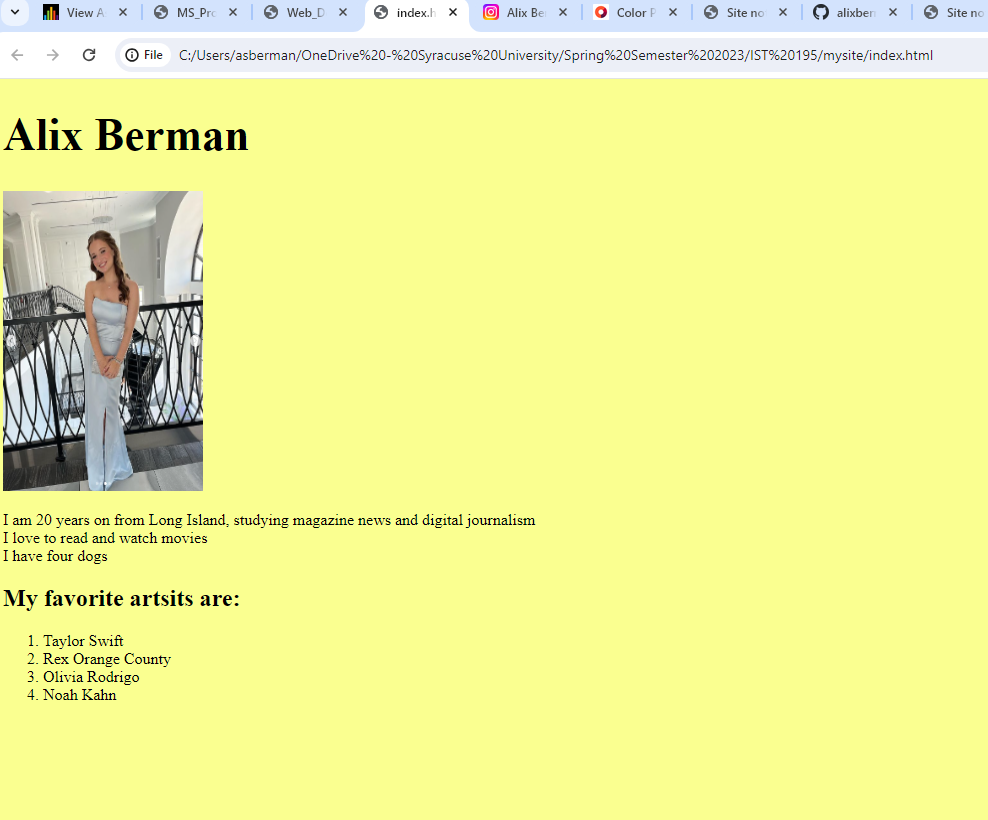 View A
MS_Pro
Web_D
index.h
Alix Be
Color P
Site no
alixber
Site no
File
C:/Users/asberman/OneDrive%20-%20Syracuse%20University/Spring%20Semester%202023/IST%20195/mysite/index.html
Alix Berman
I am 20 years on from Long Island, studying magazine news and digital journalism
I love to read and watch movies
I have four dogs
My favorite artsits are:
1. Taylor Swift
2. Rex Orange County
3. Olivia Rodrigo
4. Noah Kahn